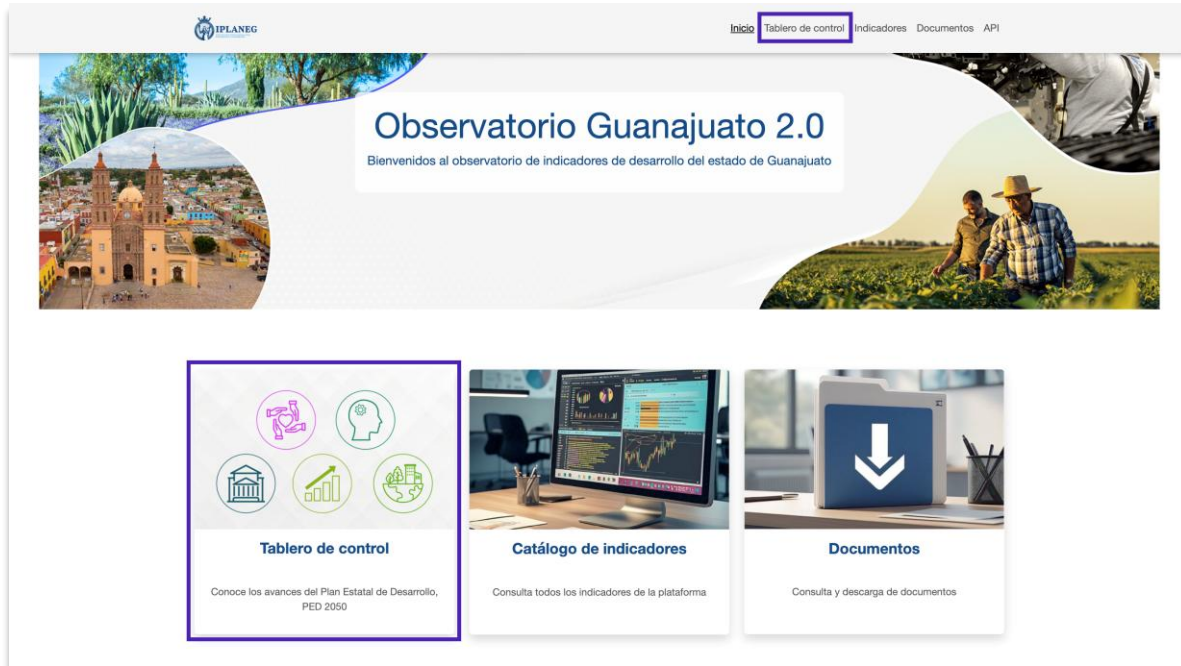 IPLANEG
Inicio Tablero de control Indicadores Documentos API
Observatorio Guanajuato 2.0
Bienvenidos al observatorio de indicadores de desarrollo del estado de Guanajuato
Tablero de control
Conoce los avances del Plan Estatal de Desarrollo,
PED 2050
Catálogo de indicadores
Consulta todos los indicadores de la plataforma
Documentos
Consulta y descarga de documentos